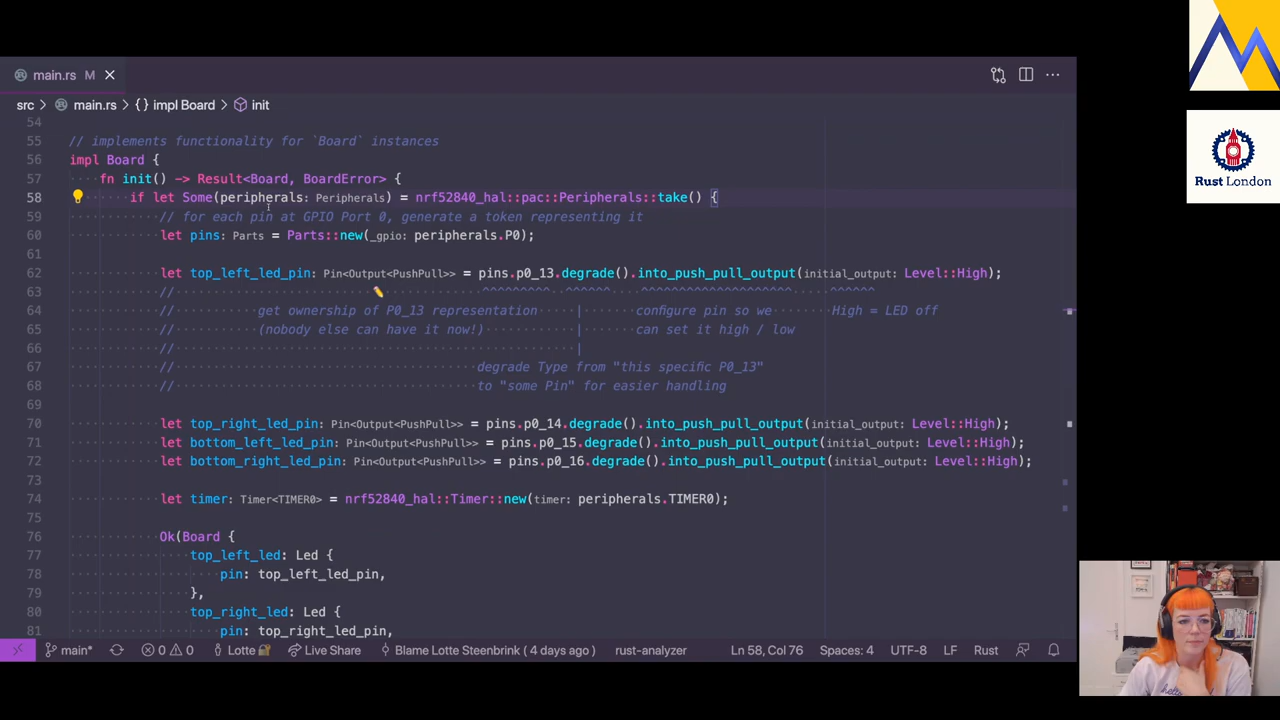 main.rs M
src > main.rs > {} impl Board > init
54
55 // implements functionality for `Board` instances
56 impl Board {
57 fn init() -> Result<Board, BoardError> {
58 if let Some(peripherals: Peripherals) = nrf52840_hal::pac::Peripherals::take() {
59 // for each pin at GPIO Port 0, generate a token representing it
60 let pins: Parts = Parts::new(_gpio: peripherals.P0);
61
62 let top_left_led_pin: Pin<Output<PushPull>> = pins.p0_13.degrade().into_push_pull_output(initial_output: Level::High);
63 // ^^^^^^^^^ ^^^^^^ ^^^^^^^^^^^^^^^^^^^^ ^^^^^^
64 // get ownership of P0_13 representation | configure pin so we High = LED off
65 // (nobody else can have it now!) | can set it high / low
66 // |
67 // degrade Type from "this specific P0_13"
68 // to "some Pin" for easier handling
69
70 let top_right_led_pin: Pin<Output<PushPull>> = pins.p0_14.degrade().into_push_pull_output(initial_output: Level::High);
71 let bottom_left_led_pin: Pin<Output<PushPull>> = pins.p0_15.degrade().into_push_pull_output(initial_output: Level::High);
72 let bottom_right_led_pin: Pin<Output<PushPull>> = pins.p0_16.degrade().into_push_pull_output(initial_output: Level::High);
73
74 let timer: Timer<TIMER0> = nrf52840_hal::Timer::new(timer: peripherals.TIMER0);
75
76 Ok(Board {
77 top_left_led: Led {
78 pin: top_left_led_pin,
79 },
80 top_right_led: Led {
81 pin: top_right_led_pin,
main* 0 0 Lotte Live Share Blame Lotte Steenbrink ( 4 days ago ) rust-analyzer Ln 58, Col 76 Spaces: 4 UTF-8 LF Rust
Rust London